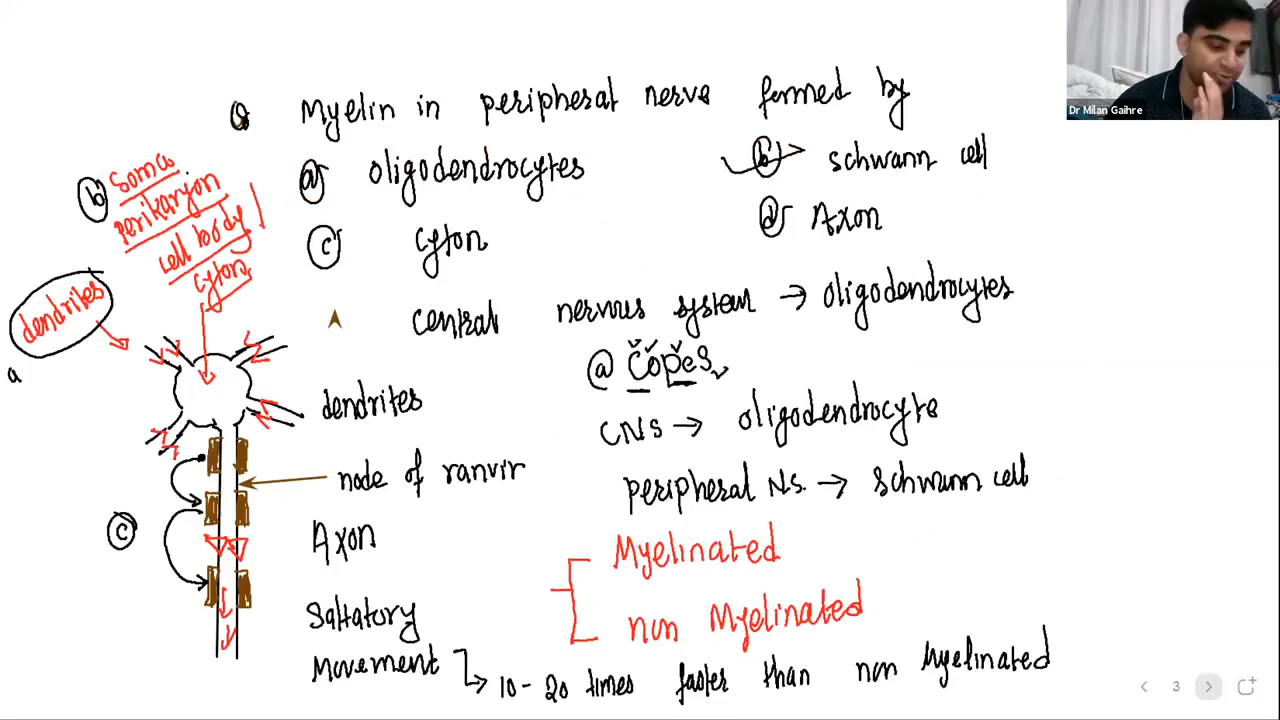 Dr Milan Gaihre
Q Myelin in peripheral nerve formed by
a oligodendrocytes
b schwann cell
c cyton
d Axon
b soma
perikaryon
cell body
cyton
dendrites
a
central nervous system → oligodendrocytes
@ COPeS
CNS → oligodendrocyte
peripheral N.S. → schwann cell
dendrites
node of ranvir
c
Axon
Saltatory
Movement
Myelinated
non Myelinated
10-20 times faster than non Myelinated
3